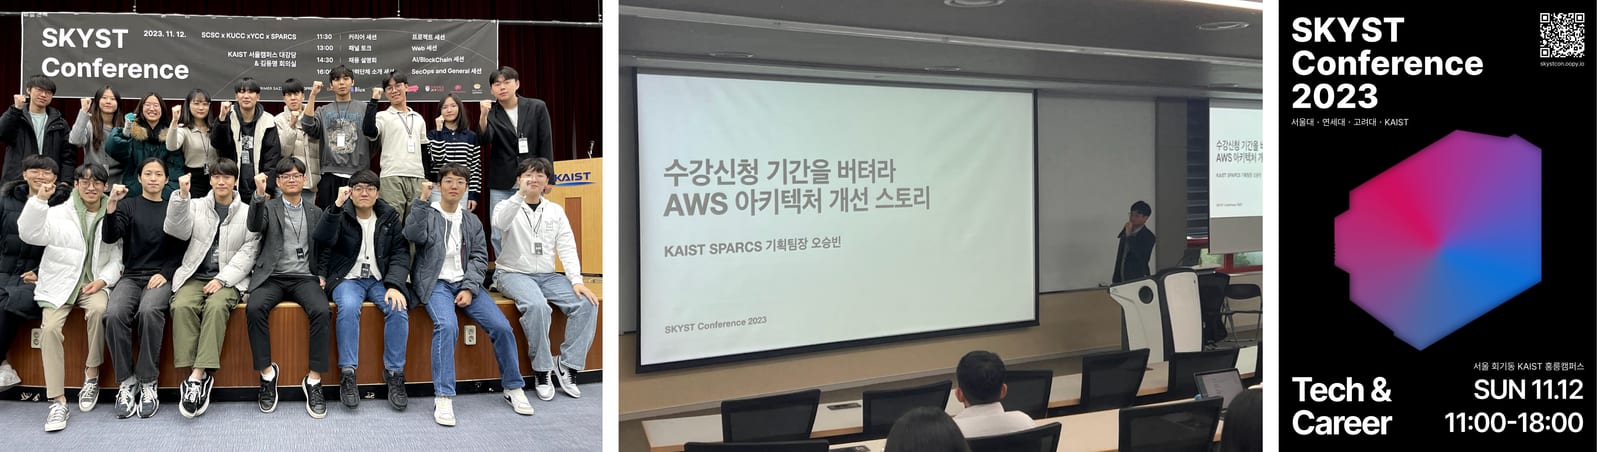 SKYST
Conference
2023. 11. 12.
SCSC x KUCC xYCC x SPARCS
KAIST 서울캠퍼스 대강당
& 김동명 회의실
11:30 커리어 세션 프로젝트 세션
13:00 패널 토크 Web 세션
14:30 채용 설명회 AI/BlockChain 세션
SecOps and General 세션
KAIST
수강신청 기간을 버텨라
AWS 아키텍처 개선 스토리
KAIST SPARCS 기획팀장 오승빈
SKYST Conference 2023
수강신청 기간을
AWS 아키텍처
SKYST
Conference
2023
서울대 · 연세대 · 고려대 · KAIST
skystcon.oopy.io
서울 회기동 KAIST 홍릉캠퍼스
Tech &
Career
SUN 11.12
11:00-18:00